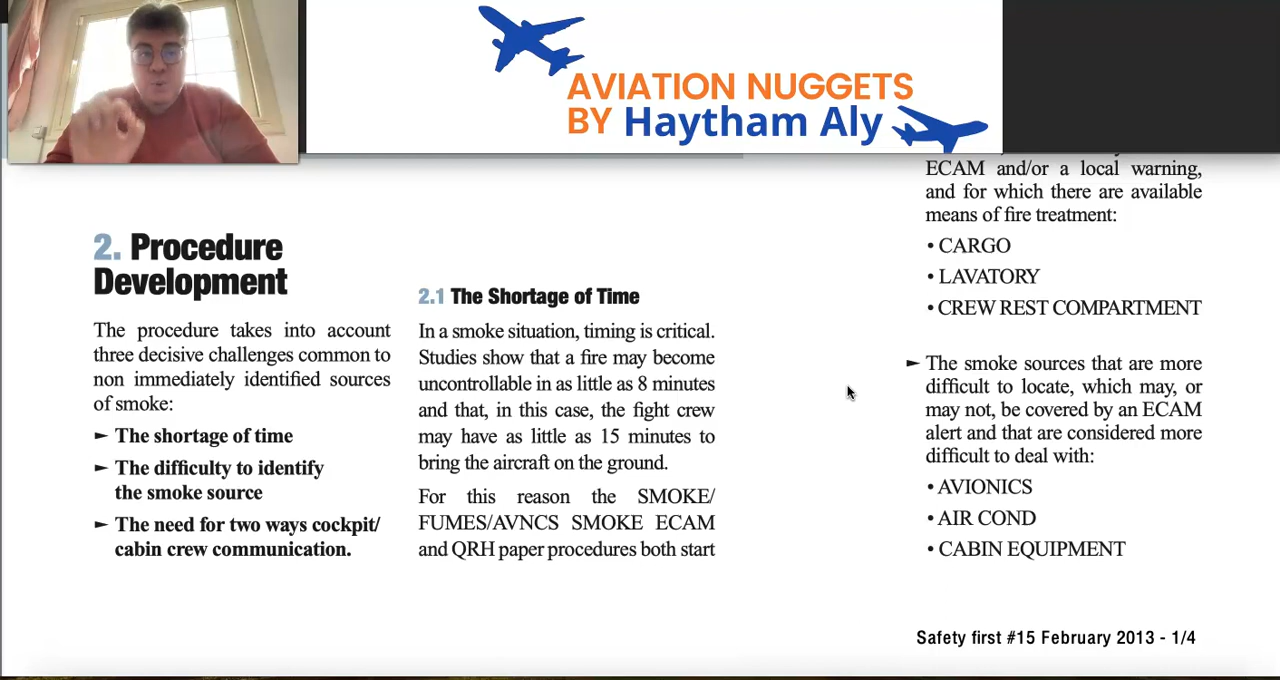 AVIATION NUGGETS
BY Haytham Aly
2. Procedure
Development
The procedure takes into account
three decisive challenges common to
non immediately identified sources
of smoke:
► The shortage of time
► The difficulty to identify
the smoke source
► The need for two ways cockpit/
cabin crew communication.
2.1 The Shortage of Time
In a smoke situation, timing is critical.
Studies show that a fire may become
uncontrollable in as little as 8 minutes
and that, in this case, the fight crew
may have as little as 15 minutes to
bring the aircraft on the ground.
For this reason the SMOKE/
FUMES/AVNCS SMOKE ECAM
and QRH paper procedures both start
ECAM and/or a local warning,
and for which there are available
means of fire treatment:
• CARGO
• LAVATORY
• CREW REST COMPARTMENT
► The smoke sources that are more
difficult to locate, which may, or
may not, be covered by an ECAM
alert and that are considered more
difficult to deal with:
• AVIONICS
• AIR COND
• CABIN EQUIPMENT
Safety first #15 February 2013 - 1/4